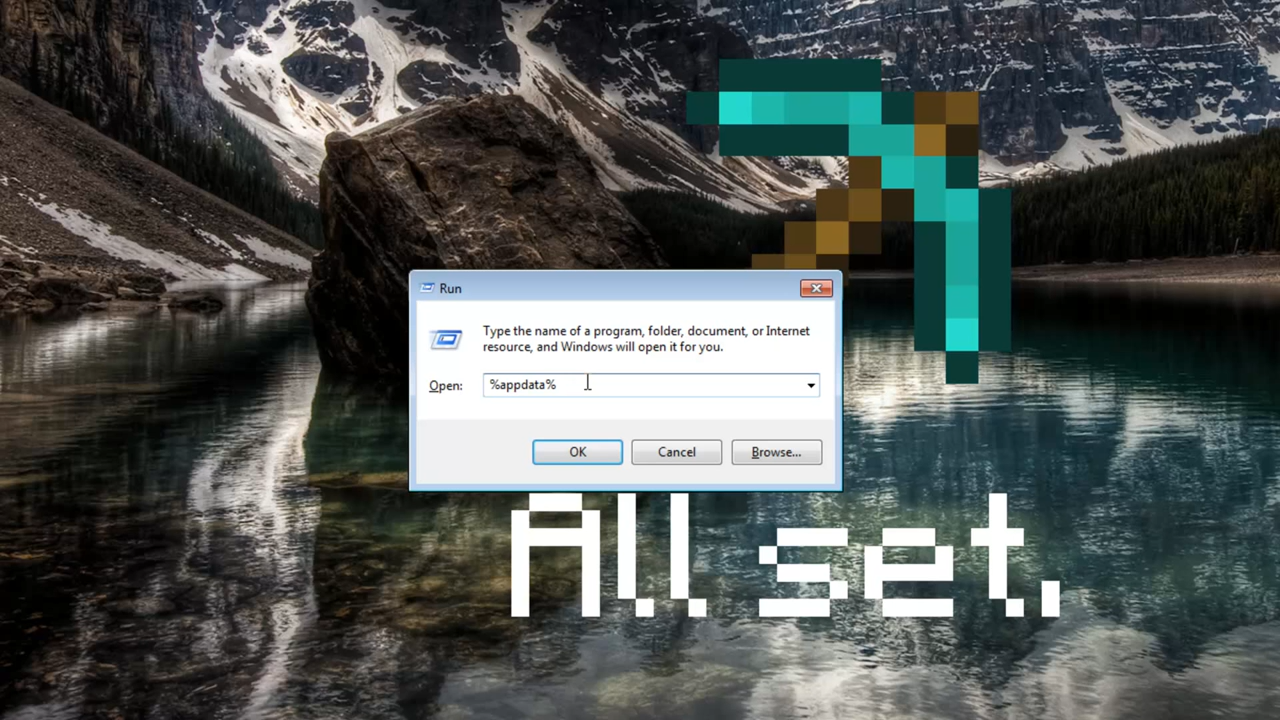 Run
Type the name of a program, folder, document, or Internet
resource, and Windows will open it for you.
Open: %appdata%
OK Cancel Browse...
All set.